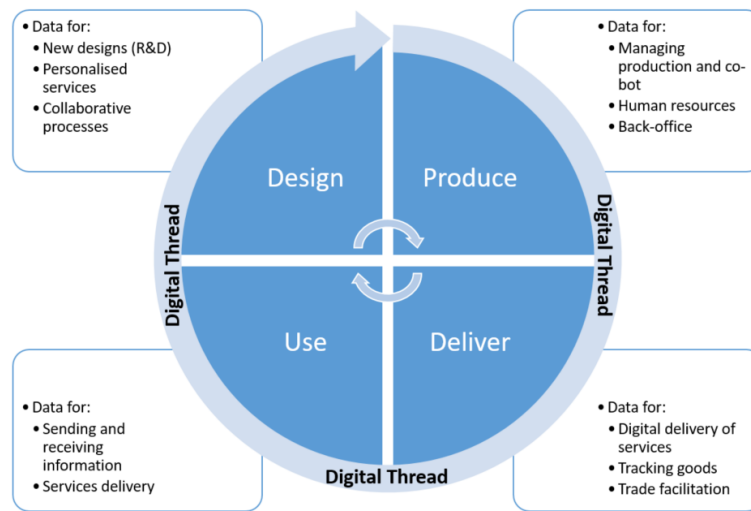 • Data for:
• New designs (R&D)
• Personalised
services
• Collaborative
processes
• Data for:
• Managing
production and co-
bot
• Human resources
• Back-office
Design
Produce
Digital Thread
Digital Thread
Use
Deliver
• Data for:
• Sending and
receiving
information
• Services delivery
• Data for:
• Digital delivery of
services
• Tracking goods
• Trade facilitation
Digital Thread